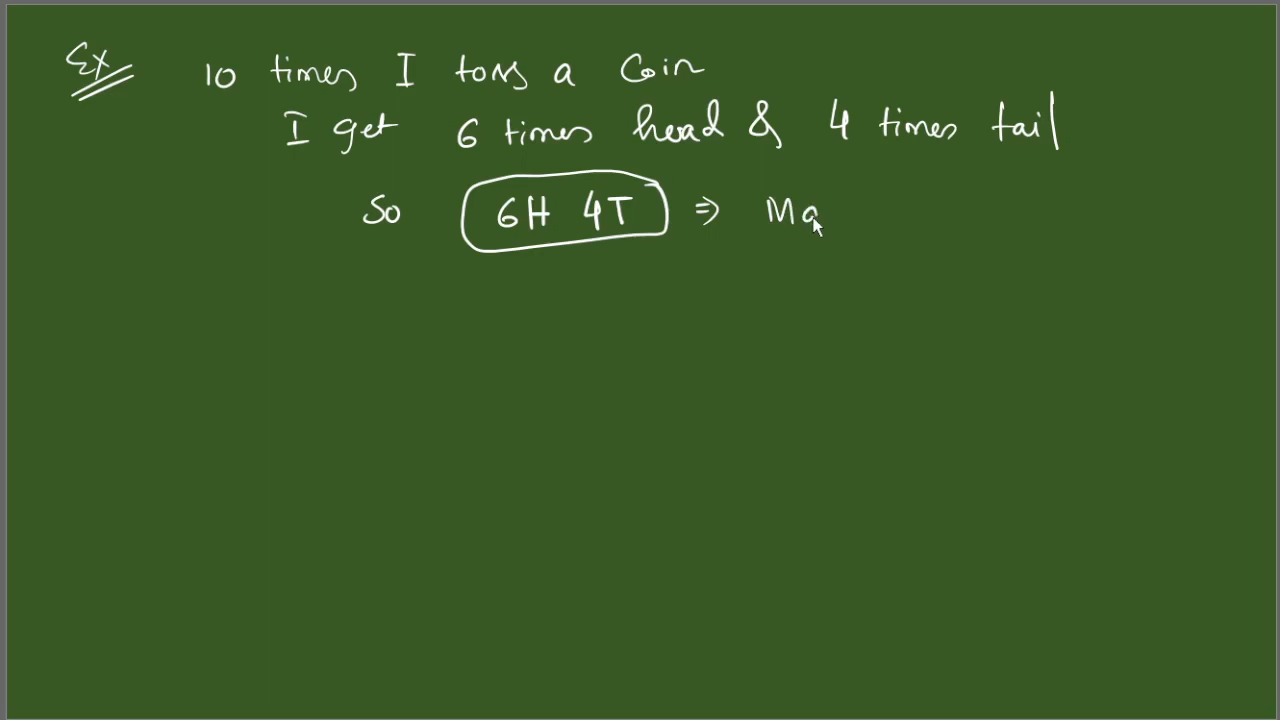 Ex 10 times I toss a Coin
I get 6 times head & 4 times tail
So 6H 4T ⇒ Ma